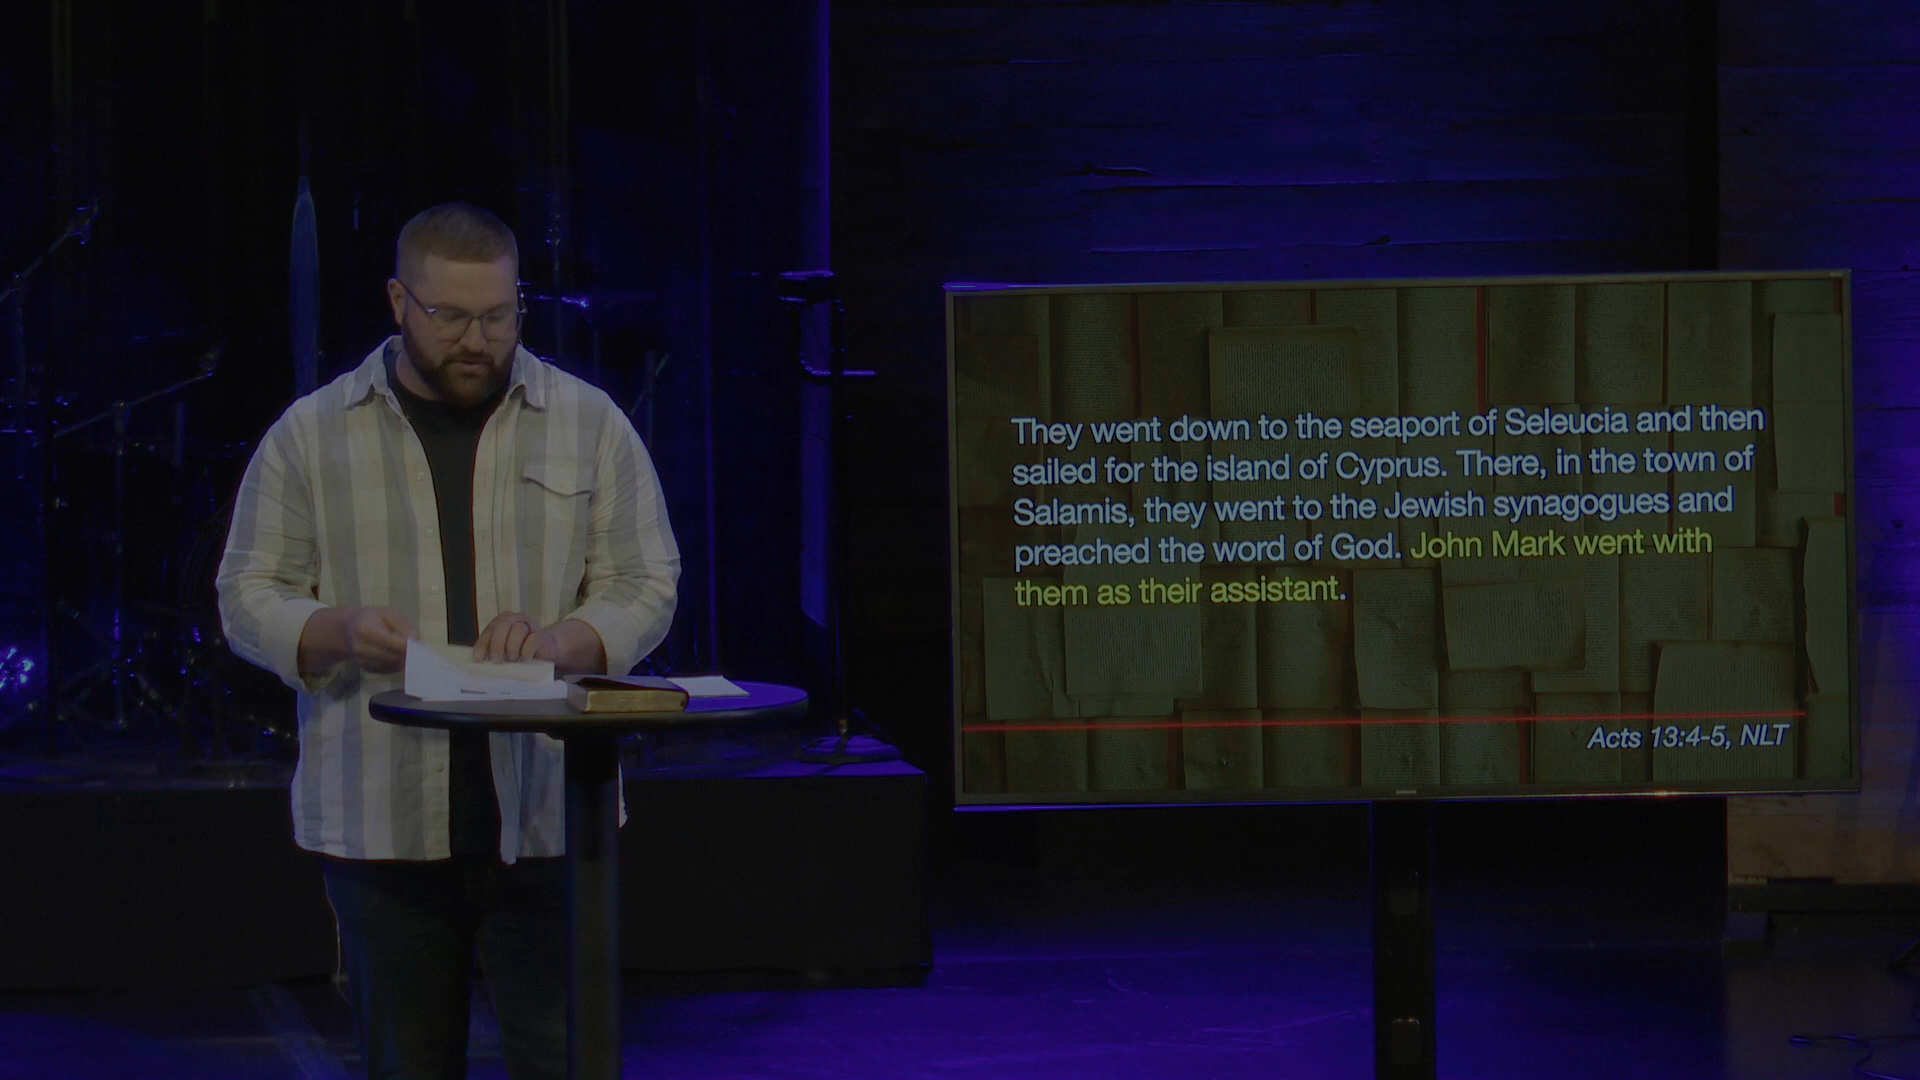 They went down to the seaport of Seleucia and then
sailed for the island of Cyprus. There, in the town of
Salamis, they went to the Jewish synagogues and
preached the word of God. John Mark went with
them as their assistant.
Acts 13:4-5, NLT